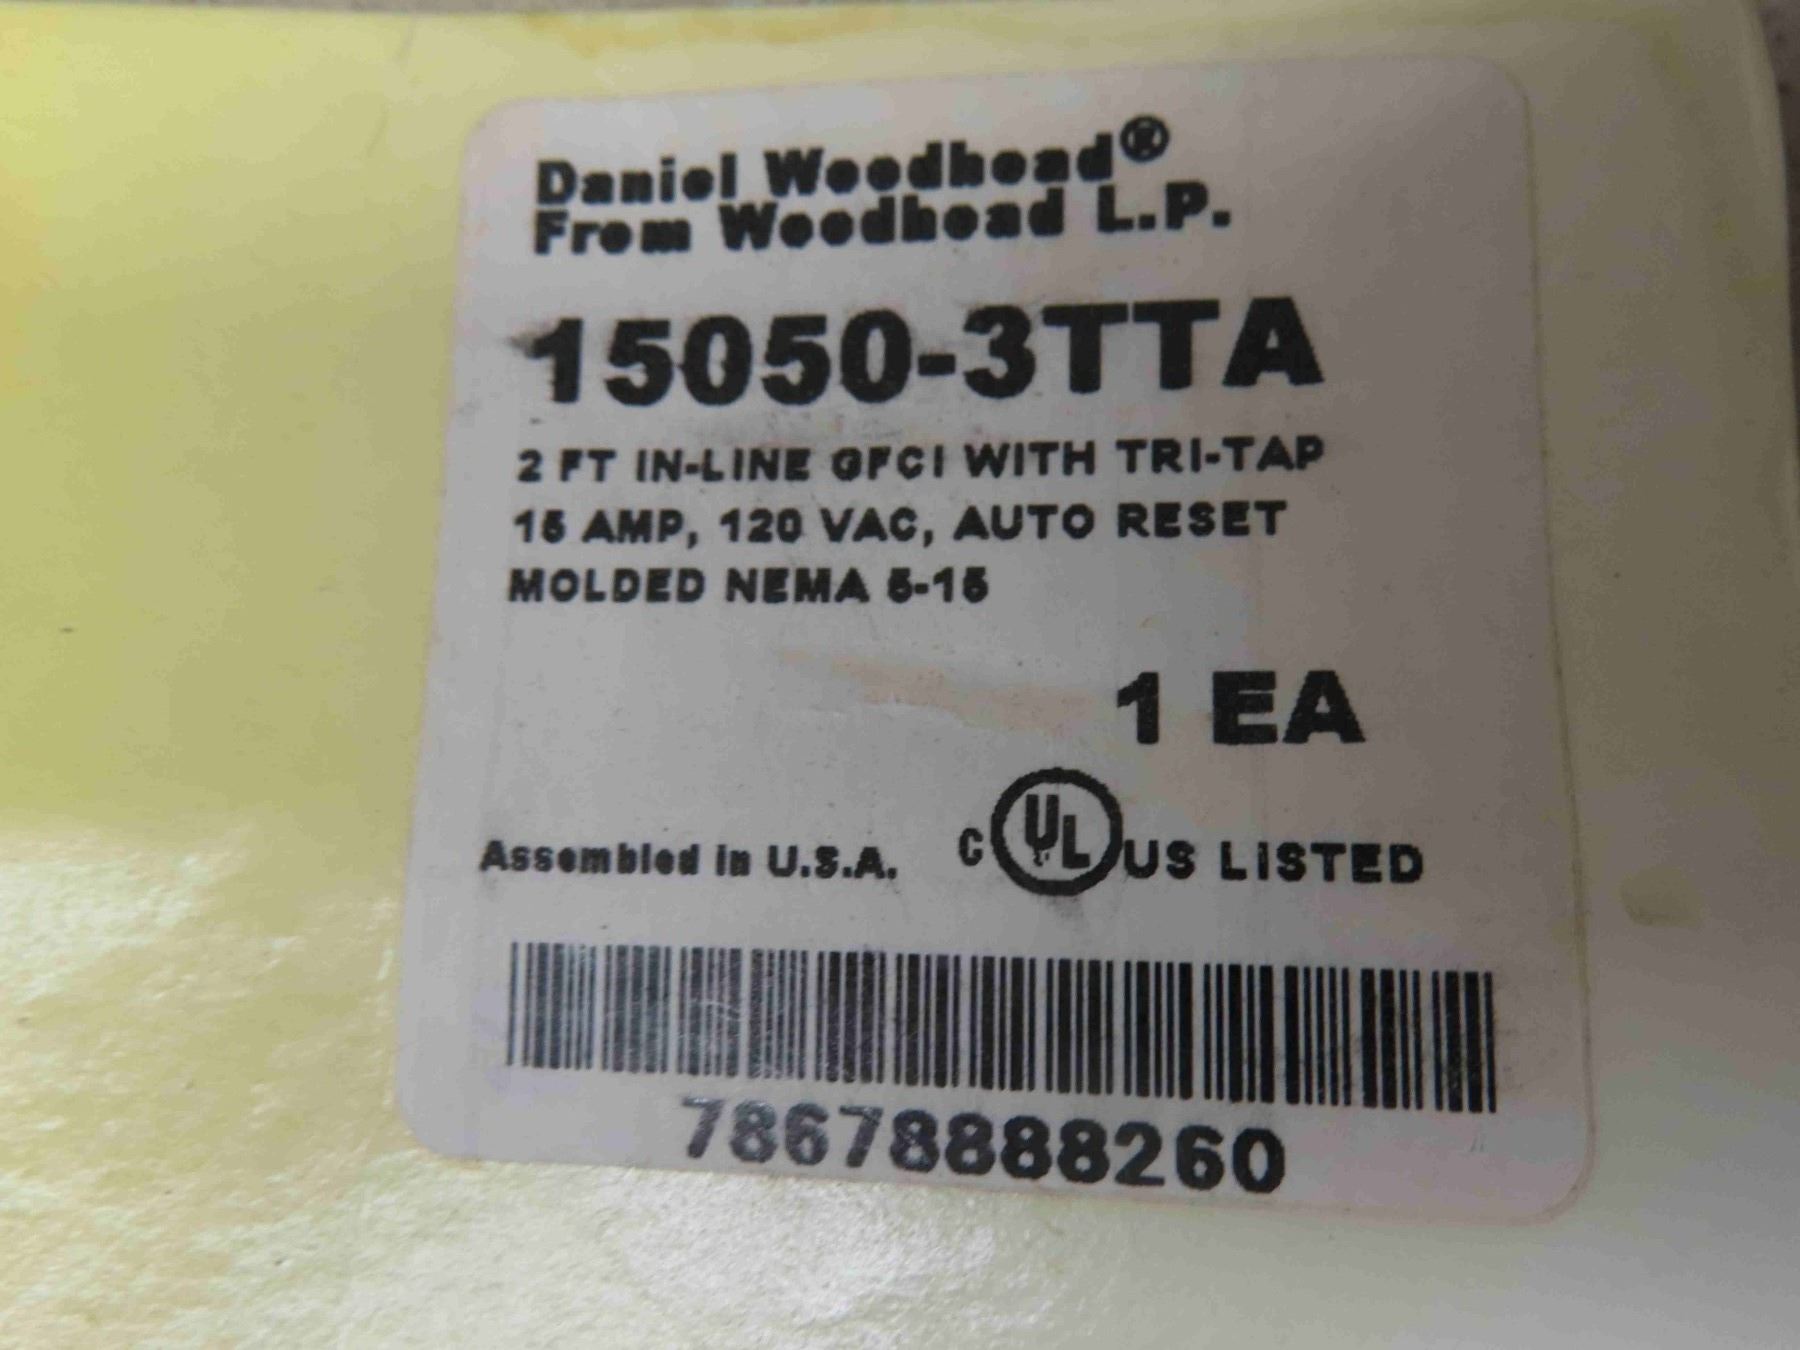 Daniel Woodhead®
From Woodhead L.P.
15050-3TTA
2 FT IN-LINE GFCI WITH TRI-TAP
15 AMP, 120 VAC, AUTO RESET
MOLDED NEMA 5-15
1 EA
Assembled in U.S.A. C UL US LISTED
78678888260